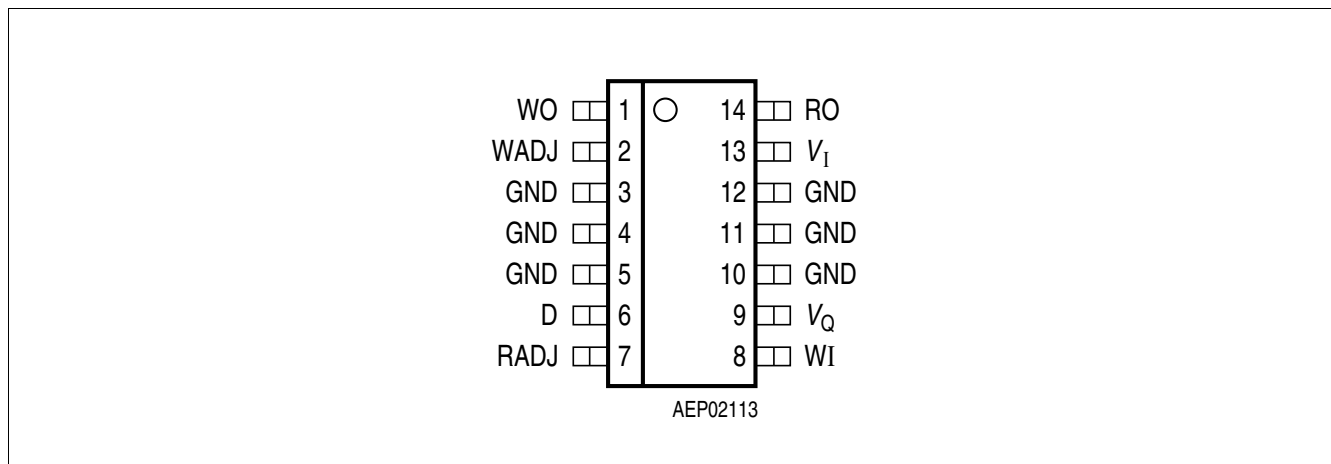 WO 1 14 RO
WADJ 2 13 VI
GND 3 12 GND
GND 4 11 GND
GND 5 10 GND
D 6 9 VQ
RADJ 7 8 WI
AEP02113